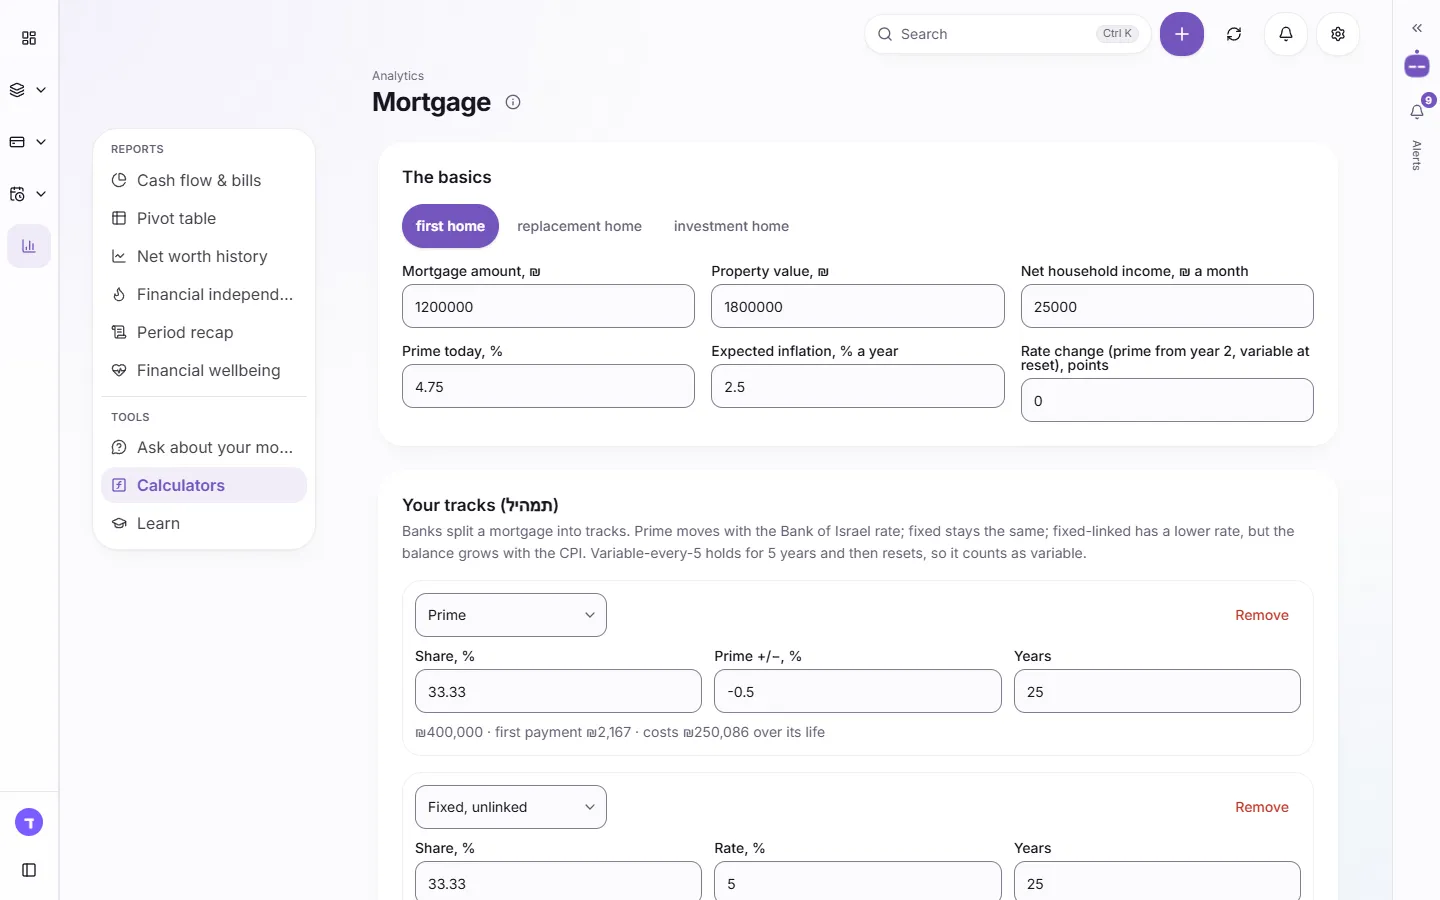 Search
Ctrl K
Analytics
Mortgage
9
Alerts
REPORTS
Cash flow & bills
Pivot table
Net worth history
Financial independ...
Period recap
Financial wellbeing
TOOLS
Ask about your mo...
Calculators
Learn
The basics
first home
replacement home
investment home
Mortgage amount, ₪
Property value, ₪
Net household income, ₪ a month
1200000
1800000
25000
Prime today, %
Expected inflation, % a year
Rate change (prime from year 2, variable at
reset), points
4.75
2.5
0
Your tracks (תמהיל)
Banks split a mortgage into tracks. Prime moves with the Bank of Israel rate; fixed stays the same; fixed-linked has a lower rate, but the
balance grows with the CPI. Variable-every-5 holds for 5 years and then resets, so it counts as variable.
Prime
Remove
Share, %
Prime +/−, %
Years
33.33
-0.5
25
₪400,000 · first payment ₪2,167 · costs ₪250,086 over its life
Fixed, unlinked
Remove
Share, %
Rate, %
Years
33.33
5
25